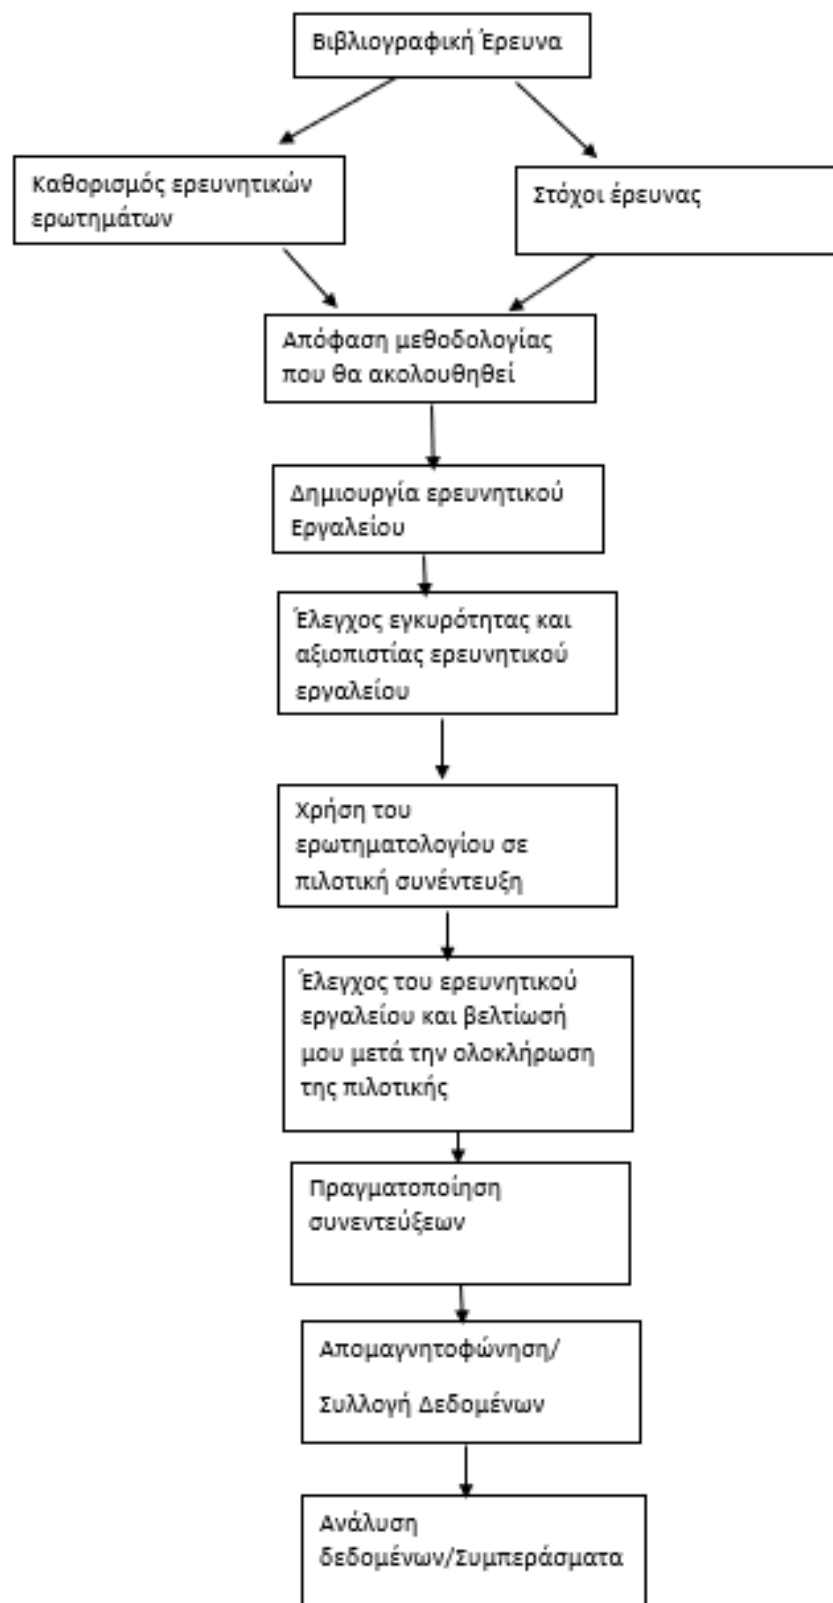 Βιβλιογραφική Έρευνα
Καθορισμός ερευνητικών
ερωτημάτων
Στόχοι έρευνας
Απόφαση μεθοδολογίας
που θα ακολουθηθεί
Δημιουργία ερευνητικού
Εργαλείου
Έλεγχος εγκυρότητας και
αξιοπιστίας ερευνητικού
εργαλείου
Χρήση του
ερωτηματολογίου σε
πιλοτική συνέντευξη
Έλεγχος του ερευνητικού
εργαλείου και βελτίωσή
μου μετά την ολοκλήρωση
της πιλοτικής
Πραγματοποίηση
συνεντεύξεων
Απομαγνητοφώνηση/
Συλλογή Δεδομένων
Ανάλυση
δεδομένων/Συμπεράσματα